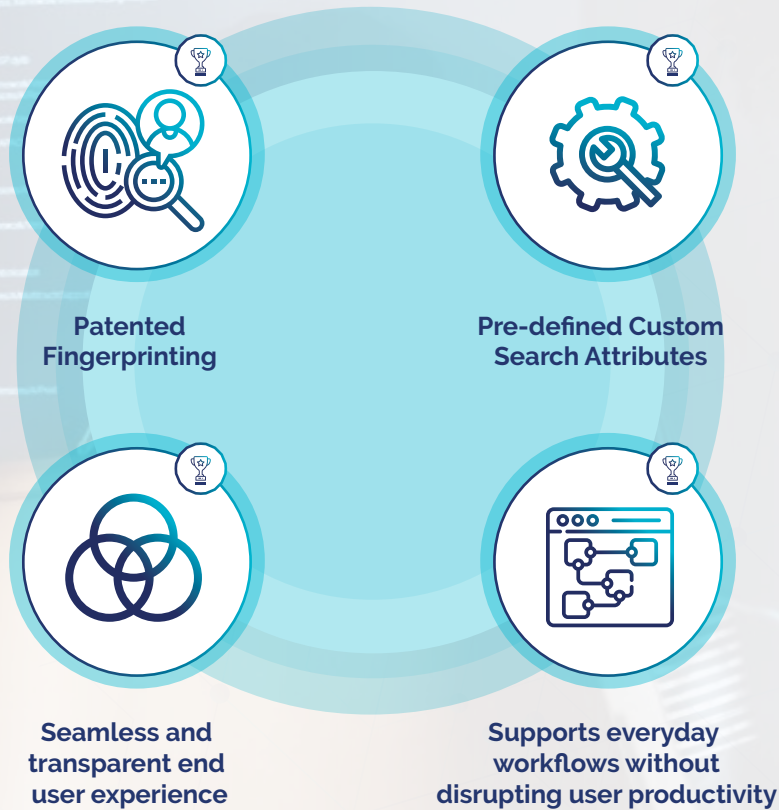 Patented
Fingerprinting
Pre-defined Custom
Search Attributes
Seamless and
transparent end
user experience
Supports everyday
workflows without
disrupting user productivity